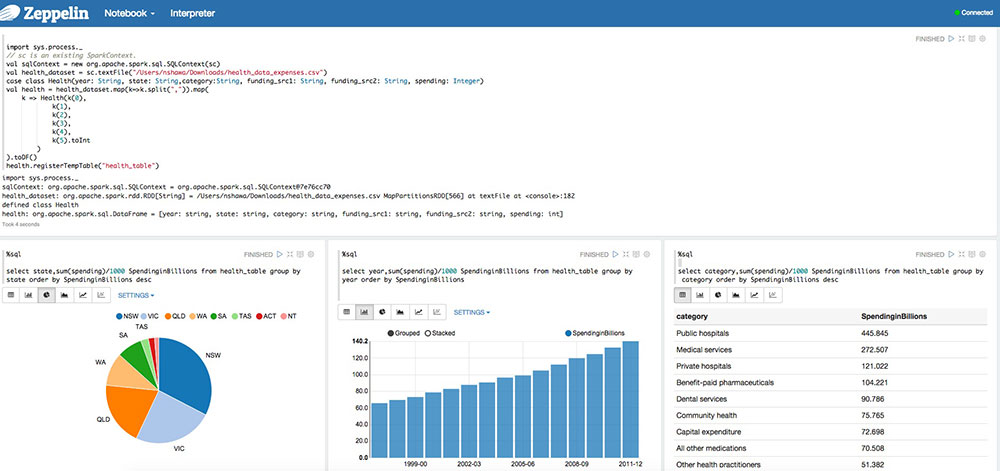 Zeppelin Notebook Interpreter Connected
FINISHED
import sys.process._
// sc is an existing SparkContext.
val sqlContext = new org.apache.spark.sql.SQLContext(sc)
val health_dataset = sc.textFile("/Users/nshawa/Downloads/health_data_expenses.csv")
case class Health(year: String, state: String,category:String, funding_src1: String, funding_src2: String, spending: Integer)
val health = health_dataset.map(k=>k.split(",")).map(
k => Health(k(0),
k(1),
k(2),
k(3),
k(4),
k(5).toInt
)
).toDF()
health.registerTempTable("health_table")
import sys.process._
sqlContext: org.apache.spark.sql.SQLContext = org.apache.spark.sql.SQLContext@7e76cc70
health_dataset: org.apache.spark.rdd.RDD[String] = /Users/nshawa/Downloads/health_data_expenses.csv MapPartitionsRDD[566] at textFile at <console>:182
defined class Health
health: org.apache.spark.sql.DataFrame = [year: string, state: string, category: string, funding_src1: string, funding_src2: string, spending: int]
Took 4 seconds
%sql FINISHED
select state,sum(spending)/1000 SpendinginBillions from health_table group by
state order by SpendinginBillions desc
SETTINGS
NSW VIC QLD WA SA TAS ACT NT
TAS
SA
WA
NSW
QLD
VIC
%sql FINISHED
select year,sum(spending)/1000 SpendinginBillions from health_table group by
year order by SpendinginBillions
SETTINGS
Grouped Stacked SpendinginBillions
140.2
120.0
100.0
80.0
60.0
40.0
20.0
0.0
1999-00 2002-03 2005-06 2008-09 2011-12
%sql FINISHED
select category,sum(spending)/1000 SpendinginBillions from health_table group by
category order by SpendinginBillions desc
category SpendinginBillions
Public hospitals 445.845
Medical services 272.507
Private hospitals 121.022
Benefit-paid pharmaceuticals 104.221
Dental services 90.786
Community health 75.765
Capital expenditure 72.698
All other medications 70.508
Other health practitioners 51.382